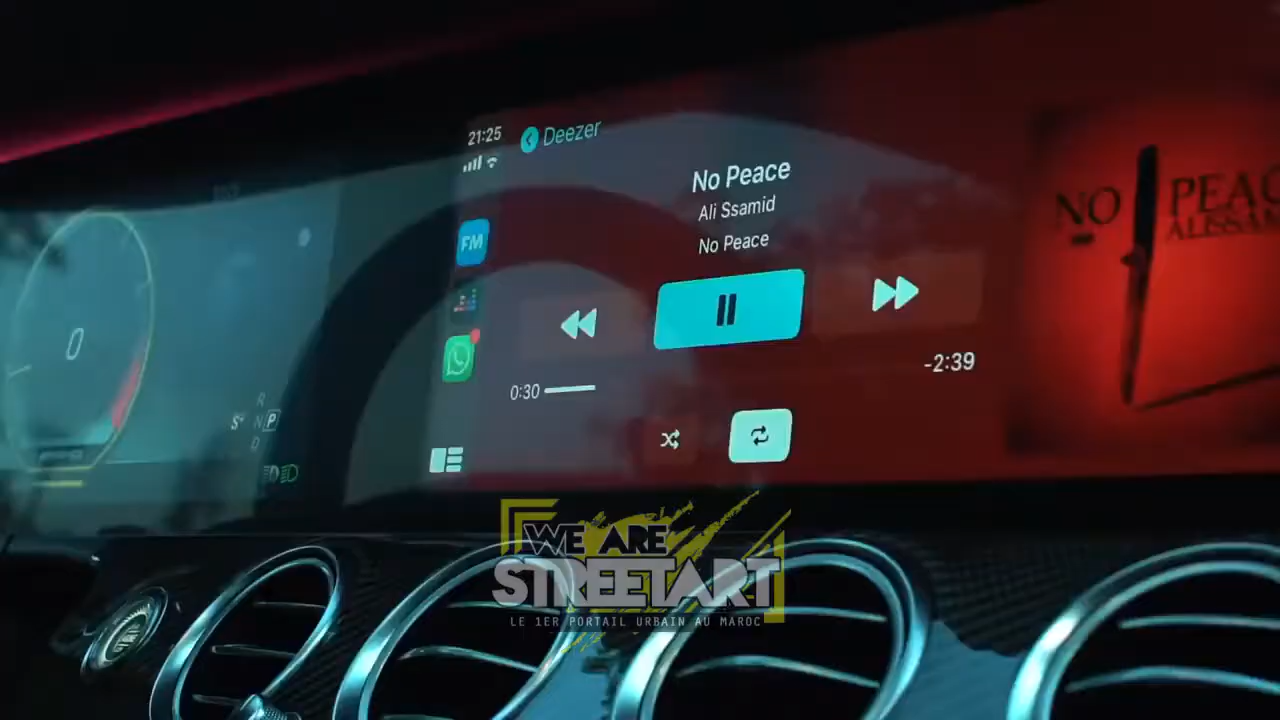 21:25
Deezer
No Peace
Ali Ssamid
No Peace
FM
0:30
-2:39
NO PEAC
ALISSAM
0
R
S N P
D
WE ARE
STREETART
LE 1ER PORTAIL URBAIN AU MAROC